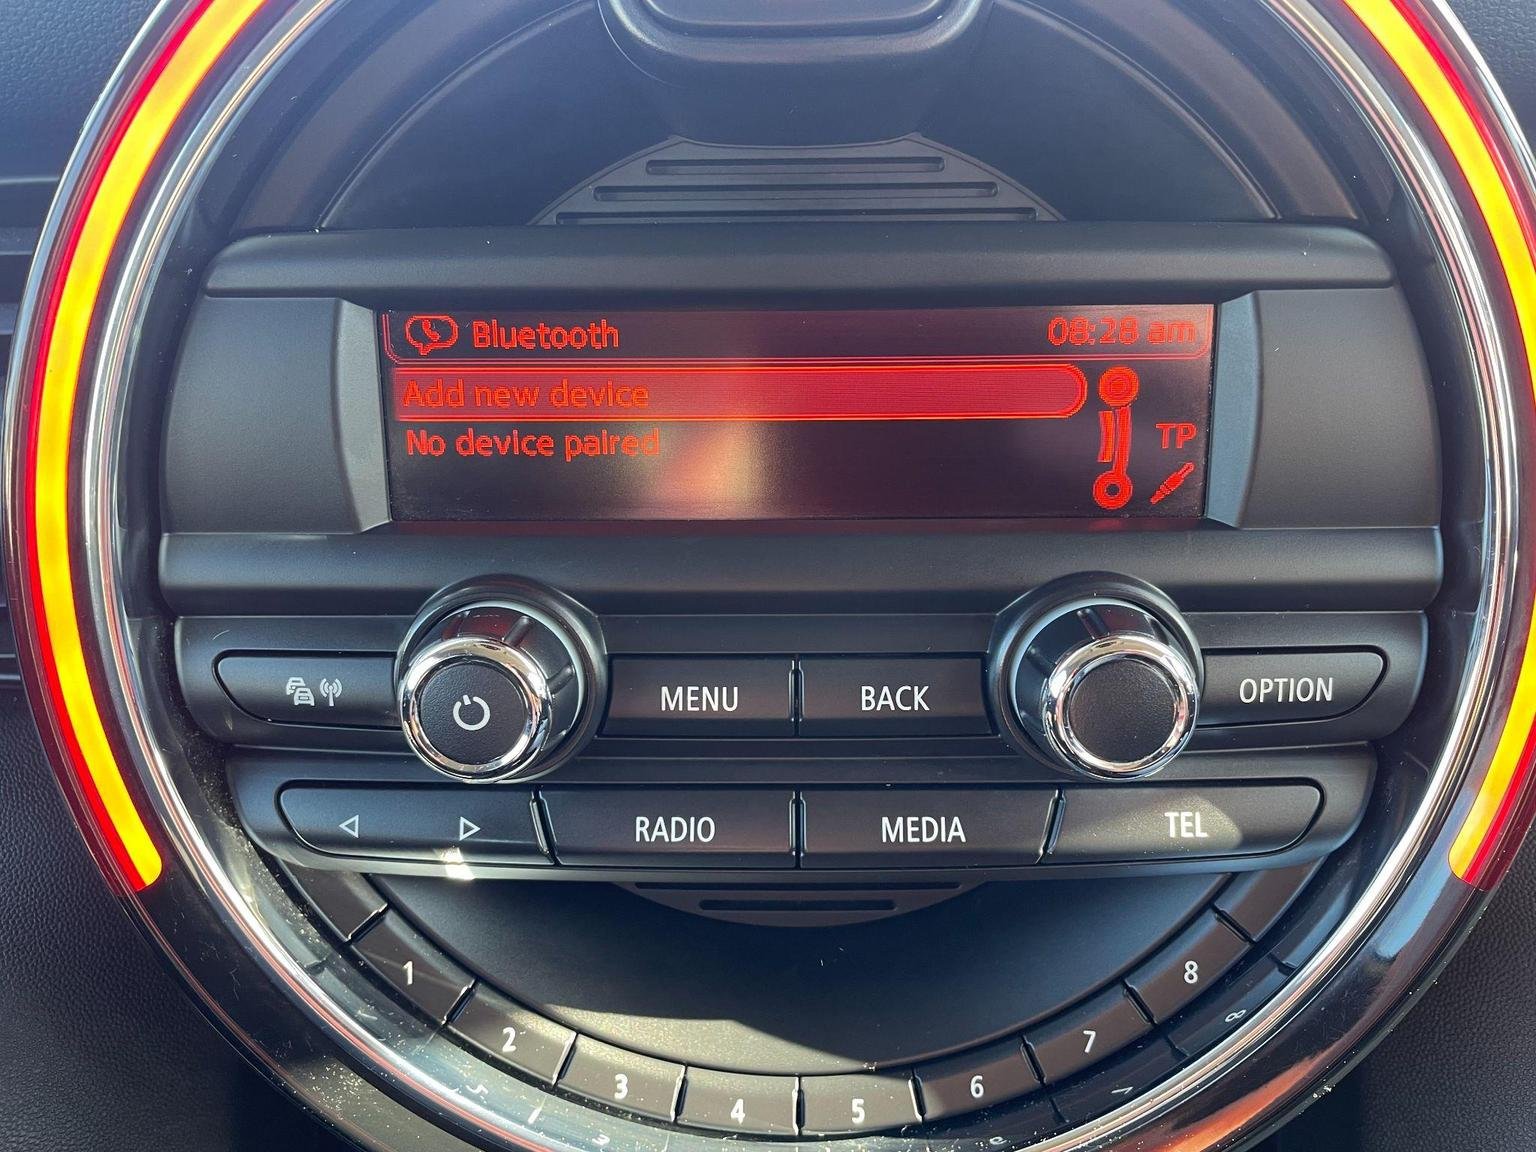 Bluetooth 08:28 am
Add new device
No device paired
TP
MENU BACK OPTION
RADIO MEDIA TEL
1 2 3 4 5 6 7 8